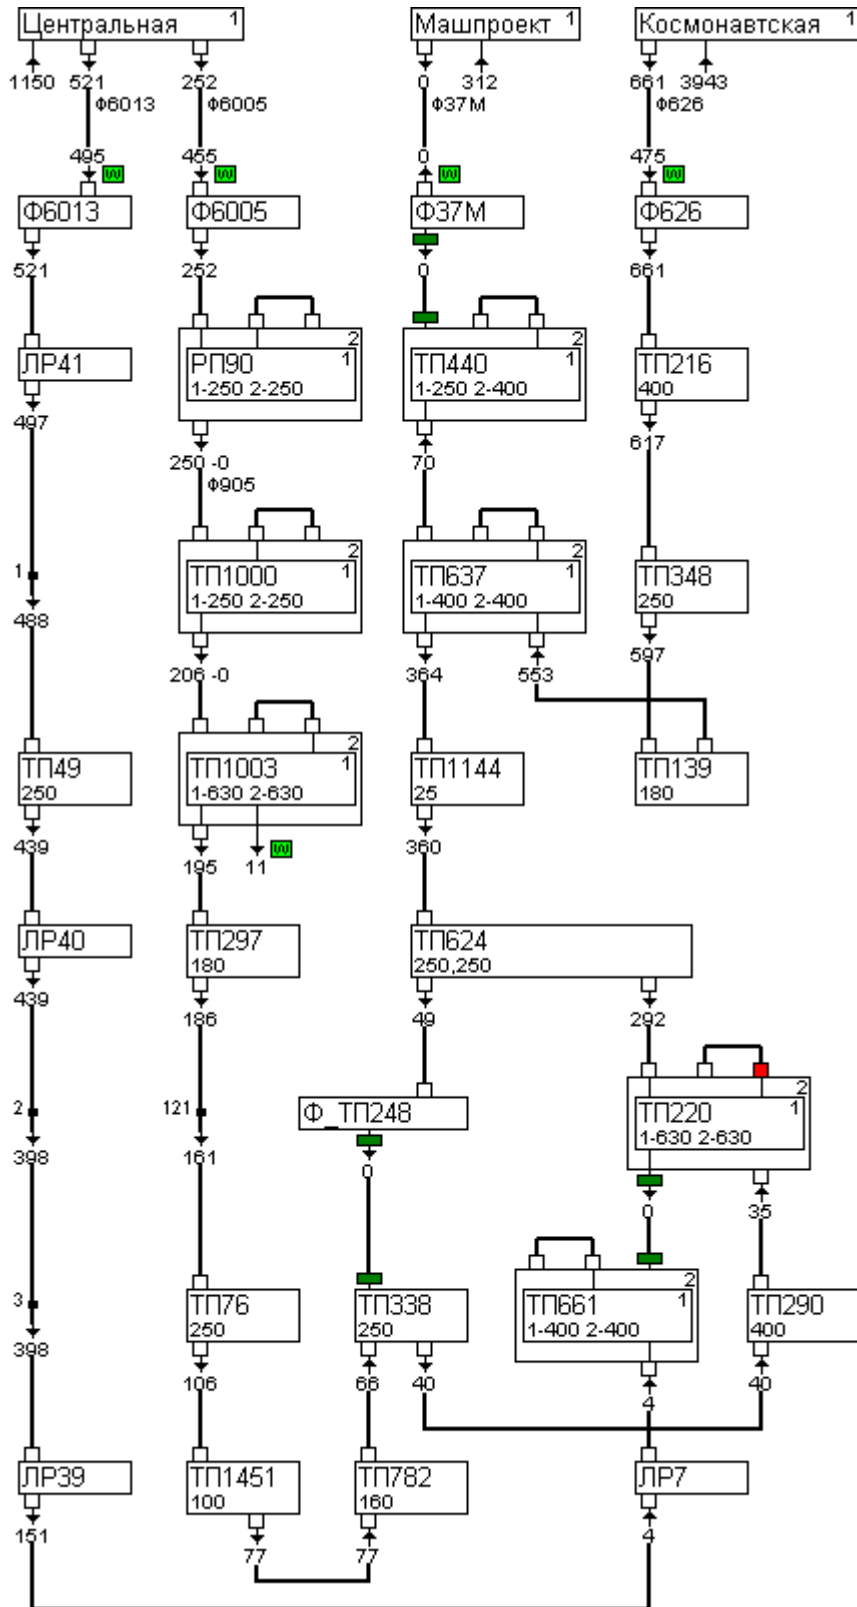 Центральная 1
Машпроект 1
Космонавтская 1
1150 521 252 0 312 661 3943
Ф6013 Ф6005 Ф37М Ф626
495 455 0 475
W W W W
Ф6013 Ф6005 Ф37М Ф626
521 252 0 661
2 2
ЛР41 РП90 1 ТП440 1 ТП216
1-250 2-250 1-250 2-400 400
497 617
250 -0 70
Ф905
2 2
1 ТП1000 1 ТП637 1 ТП348
1-250 2-250 1-400 2-400 250
488 597
206 -0 364 553
2
ТП49 ТП1003 1 ТП1144 ТП139
250 1-630 2-630 25 180
439 195 11 W 360
ЛР40 ТП297 ТП624
180 250,250
439 186 49 292
2
2 121 Ф_ТП248 ТП220 1
1-630 2-630
398 161 0
0 35
2
3 ТП76 ТП338 ТП661 1 ТП290
250 250 1-400 2-400 400
398 106 66 40 4 40
ЛР39 ТП1451 ТП782 ЛР7
100 160
151 77 77 4